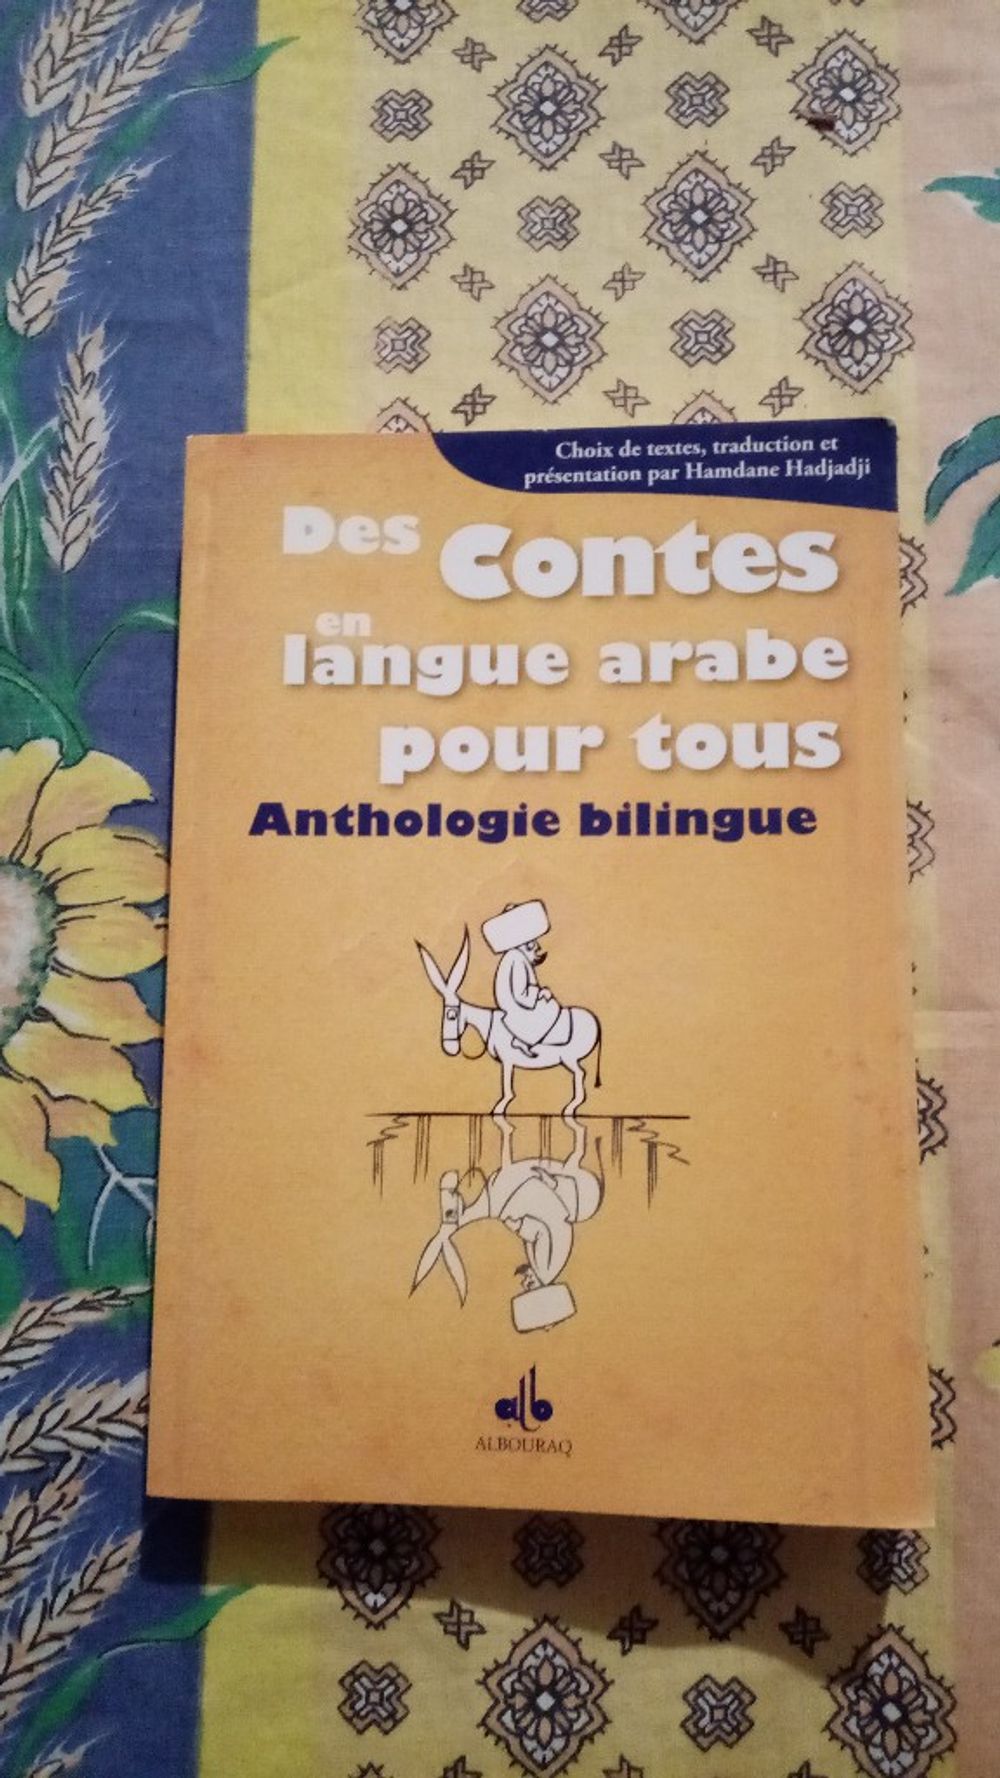 Choix de textes, traduction et
présentation par Hamdane Hadjadji
Des Contes
en
langue arabe
pour tous
Anthologie bilingue
alb
ALBOURAQ